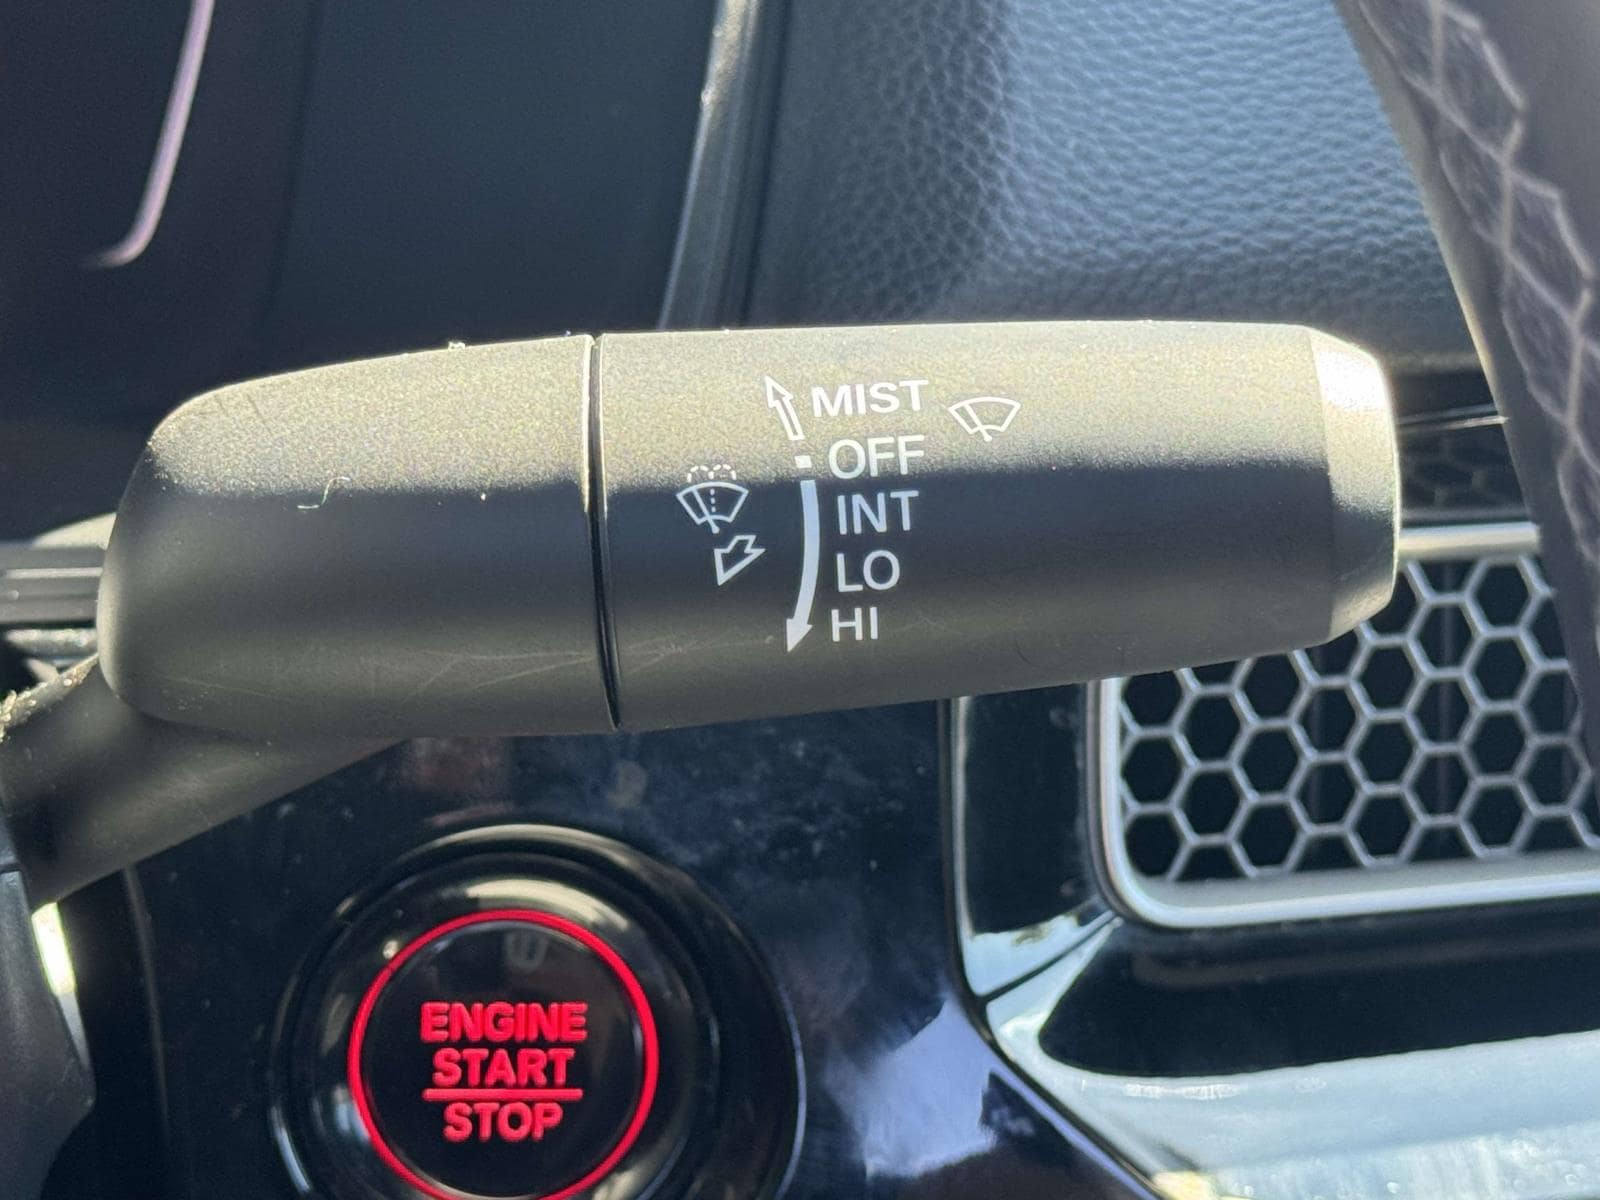 MIST
OFF
INT
LO
HI
ENGINE
START
STOP